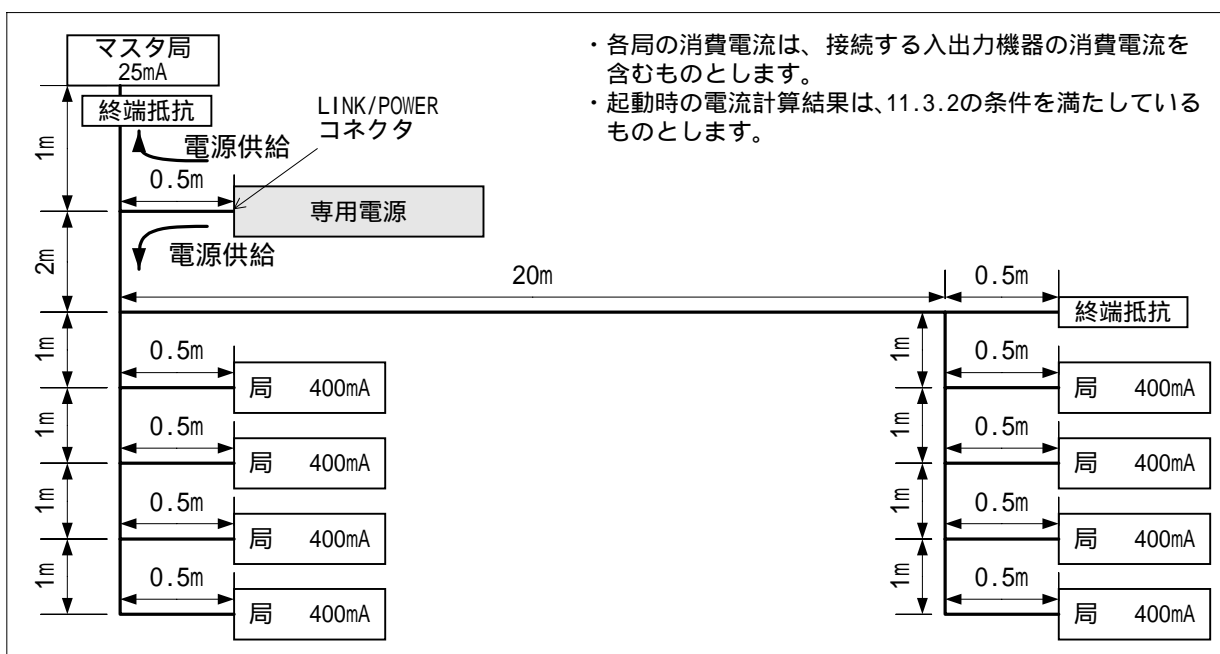 マスタ局
25mA
・各局の消費電流は、接続する入出力機器の消費電流を
含むものとします。
・起動時の電流計算結果は、11.3.2の条件を満たしている
ものとします。
終端抵抗
LINK/POWER
コネクタ
1m
電源供給
0.5m
専用電源
2m
電源供給
20m
0.5m
終端抵抗
1m
0.5m
局 400mA
1m
0.5m
局 400mA
1m
0.5m
局 400mA
1m
0.5m
局 400mA
1m
0.5m
局 400mA
1m
0.5m
局 400mA
1m
0.5m
局 400mA
1m
0.5m
局 400mA